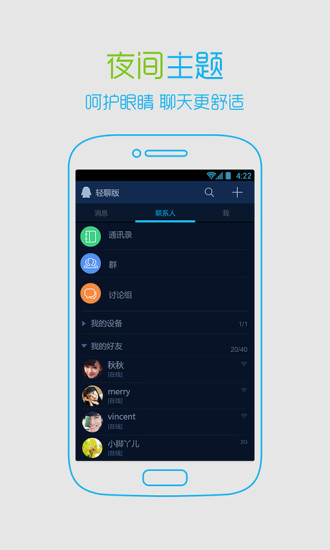 夜间主题
呵护眼睛 聊天更舒适
4:22
轻聊版
消息 联系人 我
通讯录
群
讨论组
我的设备 1/1
我的好友 20/40
秋秋
[在线]
merry
[在线]
vincent
[在线]
小脚丫儿 2G
[在线]